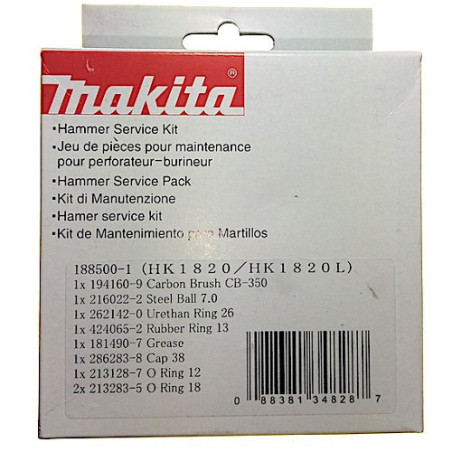 makita®
•Hammer Service Kit
•Jeu de pièces pour maintenance
pour perforateur-burineur
•Hammer Service Pack
•Kit di Manutenzione
•Hamer service kit
•Kit de Mantenimiento para Martillos
188500-1 (HK1820/HK1820L)
1x 194160-9 Carbon Brush CB-350
1x 216022-2 Steel Ball 7.0
1x 262142-0 Urethan Ring 26
1x 424065-2 Rubber Ring 13
1x 181490-7 Grease
1x 286283-8 Cap 38
1x 213128-7 O Ring 12
2x 213283-5 O Ring 18
0 88381 34828 7